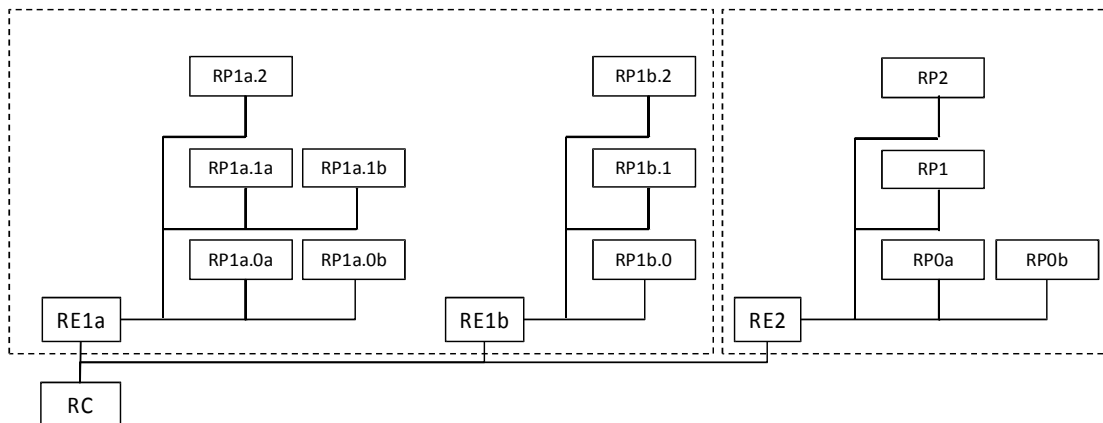 RP1a.2
RP1b.2
RP2
RP1a.1a
RP1a.1b
RP1b.1
RP1
RP1a.0a
RP1a.0b
RP1b.0
RP0a
RP0b
RE1a
RE1b
RE2
RC